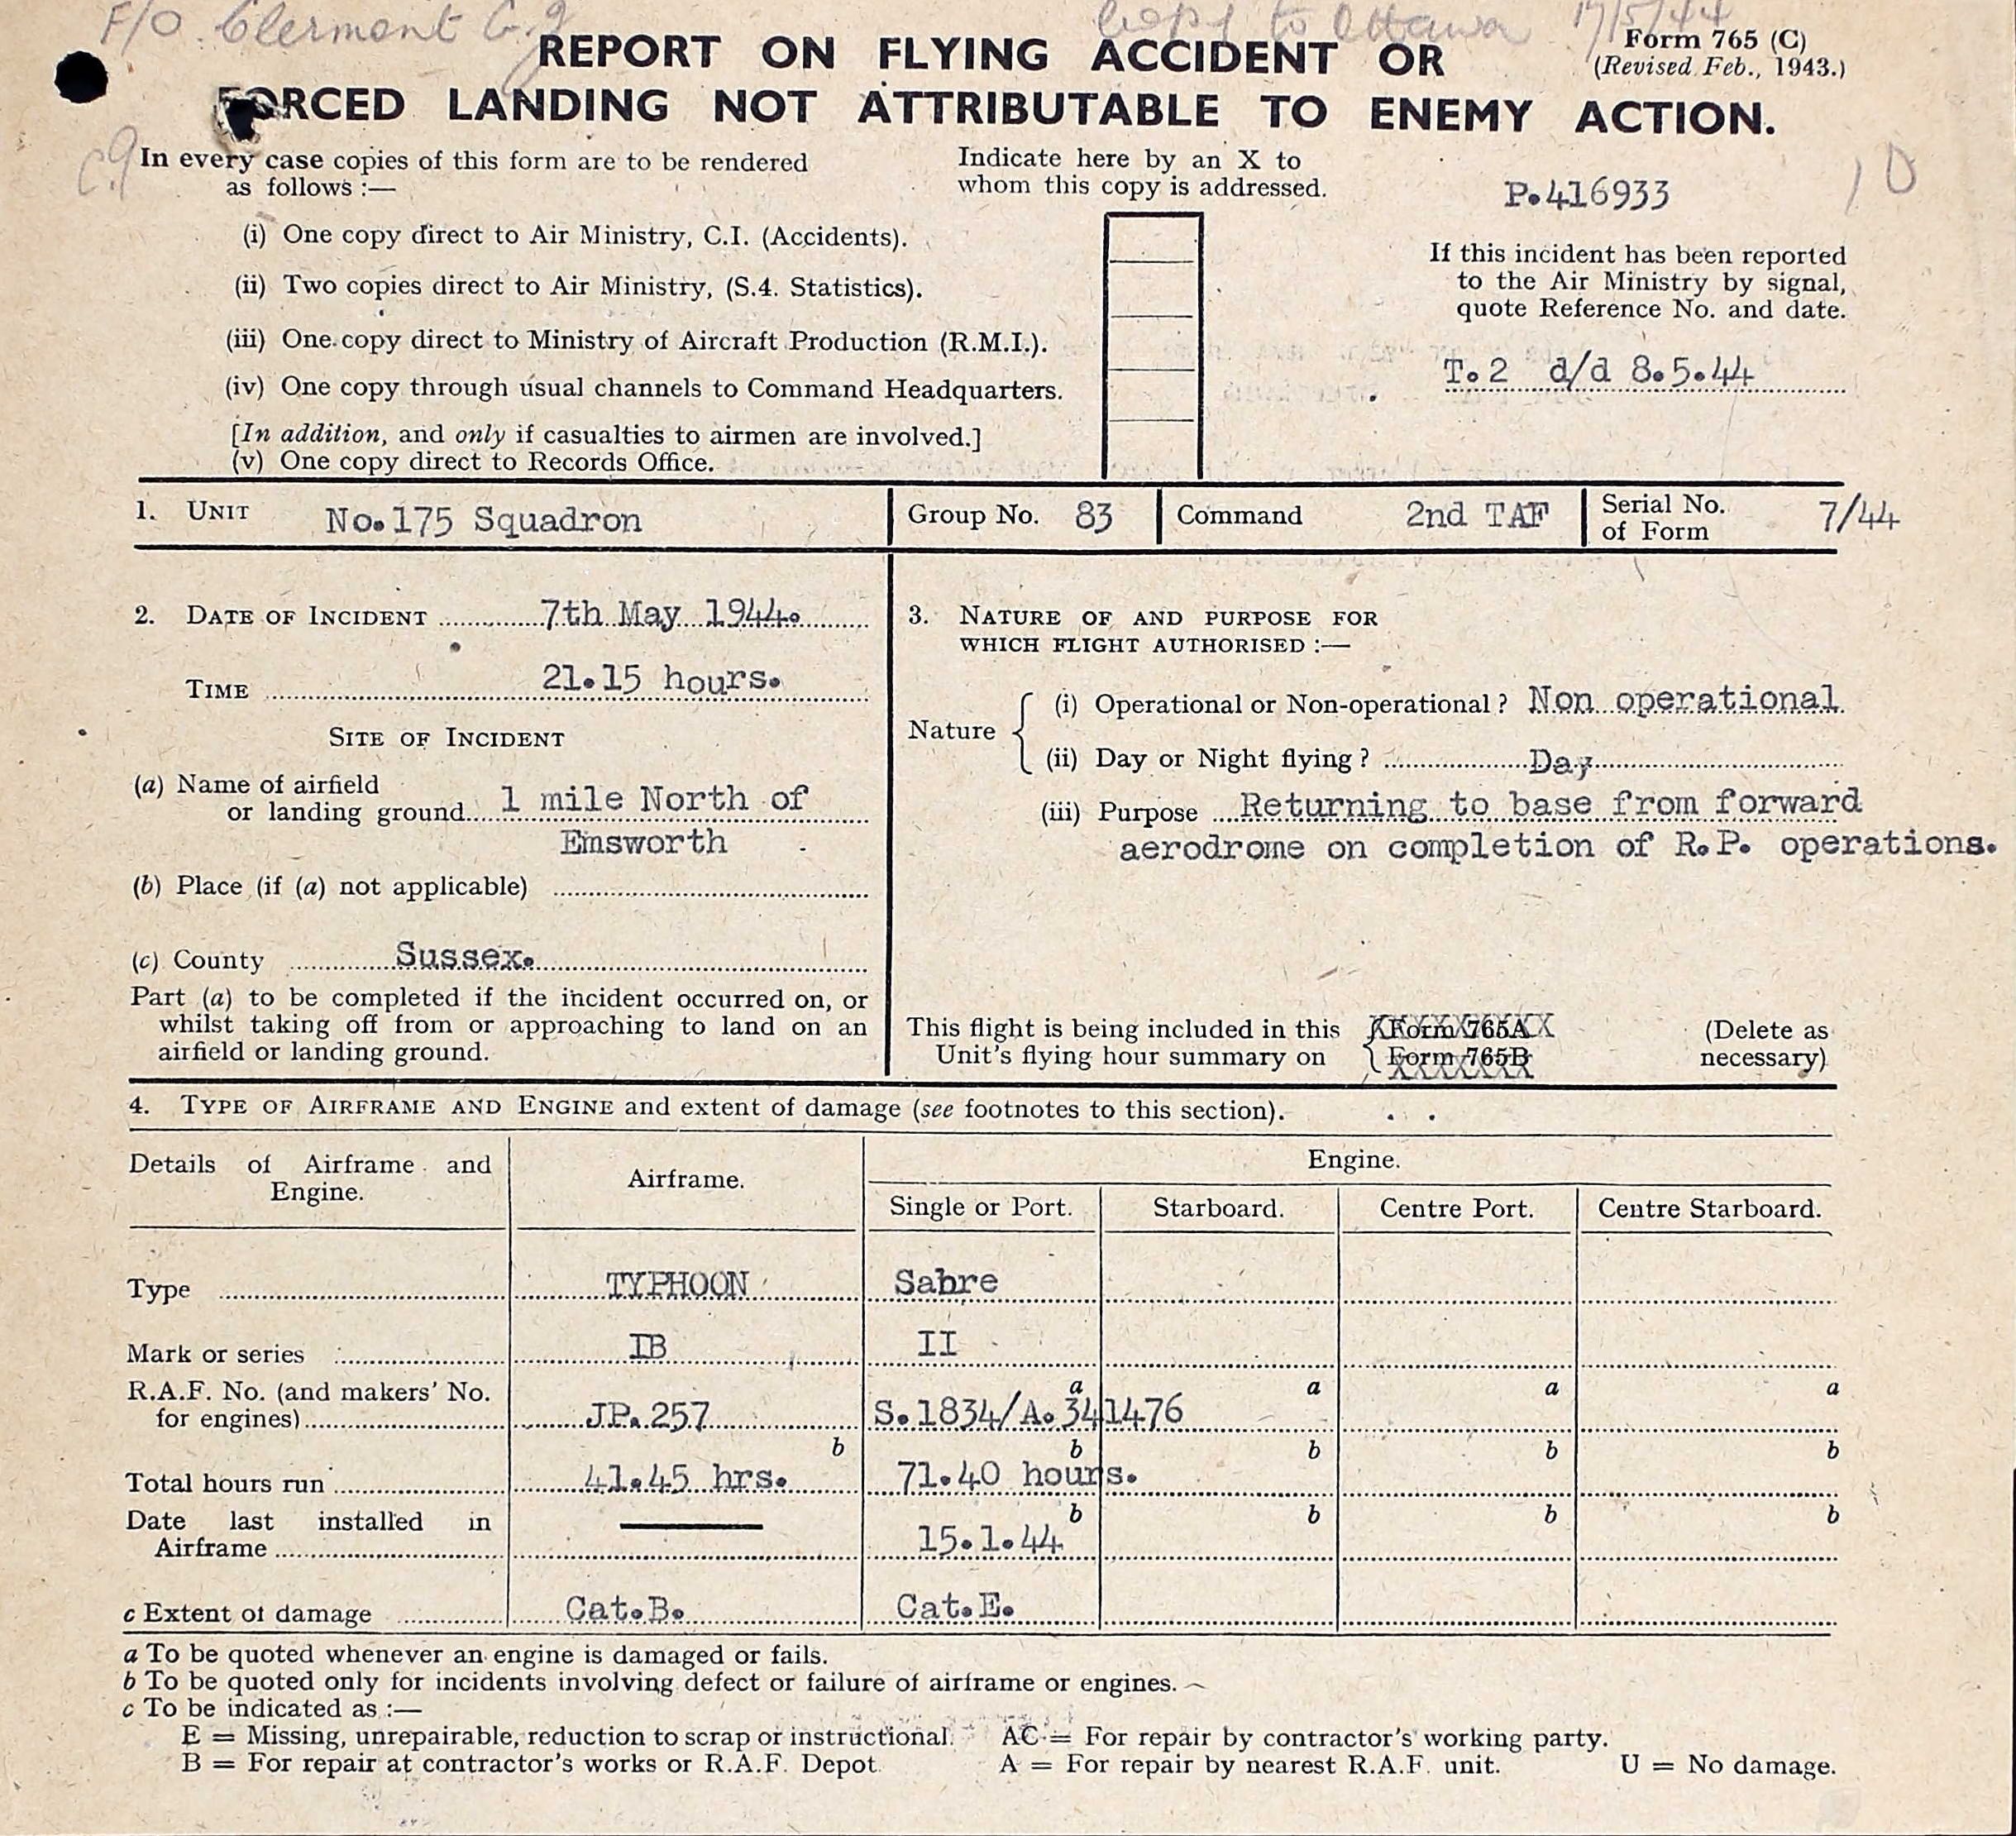 F/O. Clermont C.g Copy to Ottawa 17/5/44
REPORT ON FLYING ACCIDENT OR
Form 765 (C)
(Revised Feb., 1943.)
FORCED LANDING NOT ATTRIBUTABLE TO ENEMY ACTION.
c.9
In every case copies of this form are to be rendered
as follows :—
Indicate here by an X to
whom this copy is addressed.
P.416933
10
(i) One copy direct to Air Ministry, C.I. (Accidents).
(ii) Two copies direct to Air Ministry, (S.4. Statistics).
(iii) One copy direct to Ministry of Aircraft Production (R.M.I.).
(iv) One copy through usual channels to Command Headquarters.
[In addition, and only if casualties to airmen are involved.]
(v) One copy direct to Records Office.
If this incident has been reported
to the Air Ministry by signal,
quote Reference No. and date.
T.2 d/d 8.5.44
1. UNIT No.175 Squadron Group No. 83 Command 2nd TAF Serial No.
of Form 7/44
2. DATE OF INCIDENT 7th May 1944.
TIME 21.15 hours.
SITE OF INCIDENT
(a) Name of airfield
or landing ground 1 mile North of
Emsworth
(b) Place (if (a) not applicable)
(c) County Sussex.
Part (a) to be completed if the incident occurred on, or
whilst taking off from or approaching to land on an
airfield or landing ground.
3. NATURE OF AND PURPOSE FOR
WHICH FLIGHT AUTHORISED :—
Nature
(i) Operational or Non-operational ? Non operational
(ii) Day or Night flying ? Day
(iii) Purpose Returning to base from forward
aerodrome on completion of R.P. operations.
This flight is being included in this Form 765A (Delete as
Unit's flying hour summary on Form 765B necessary)
4. TYPE OF AIRFRAME AND ENGINE and extent of damage (see footnotes to this section).
Details of Airframe and
Engine.
Airframe.
Engine.
Single or Port. Starboard. Centre Port. Centre Starboard.
Type TYPHOON Sabre
Mark or series IB II
R.A.F. No. (and makers' No. a a a a
for engines) JP.257 S.1834/A.341476
b b b b b
Total hours run 41.45 hrs. 71.40 hours.
Date last installed in b b b b
Airframe 15.1.44
c Extent of damage Cat.B. Cat.E.
a To be quoted whenever an engine is damaged or fails.
b To be quoted only for incidents involving defect or failure of airframe or engines.
c To be indicated as :—
E = Missing, unrepairable, reduction to scrap or instructional. AC = For repair by contractor's working party.
B = For repair at contractor's works or R.A.F. Depot. A = For repair by nearest R.A.F. unit. U = No damage.